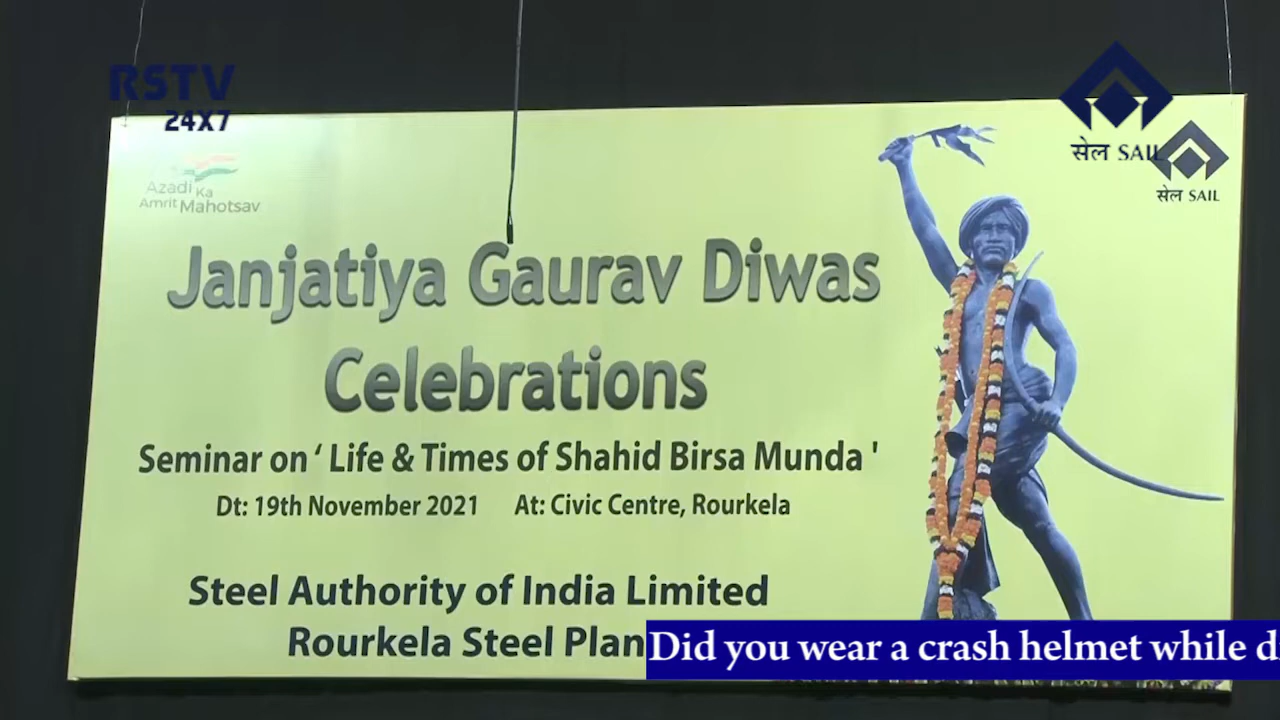 RSTV
24X7
सेल SAIL
सेल SAIL
Azadi Ka
Amrit Mahotsav
Janjatiya Gaurav Diwas
Celebrations
Seminar on ‘ Life & Times of Shahid Birsa Munda '
Dt: 19th November 2021 At: Civic Centre, Rourkela
Steel Authority of India Limited
Rourkela Steel Plan
Did you wear a crash helmet while d